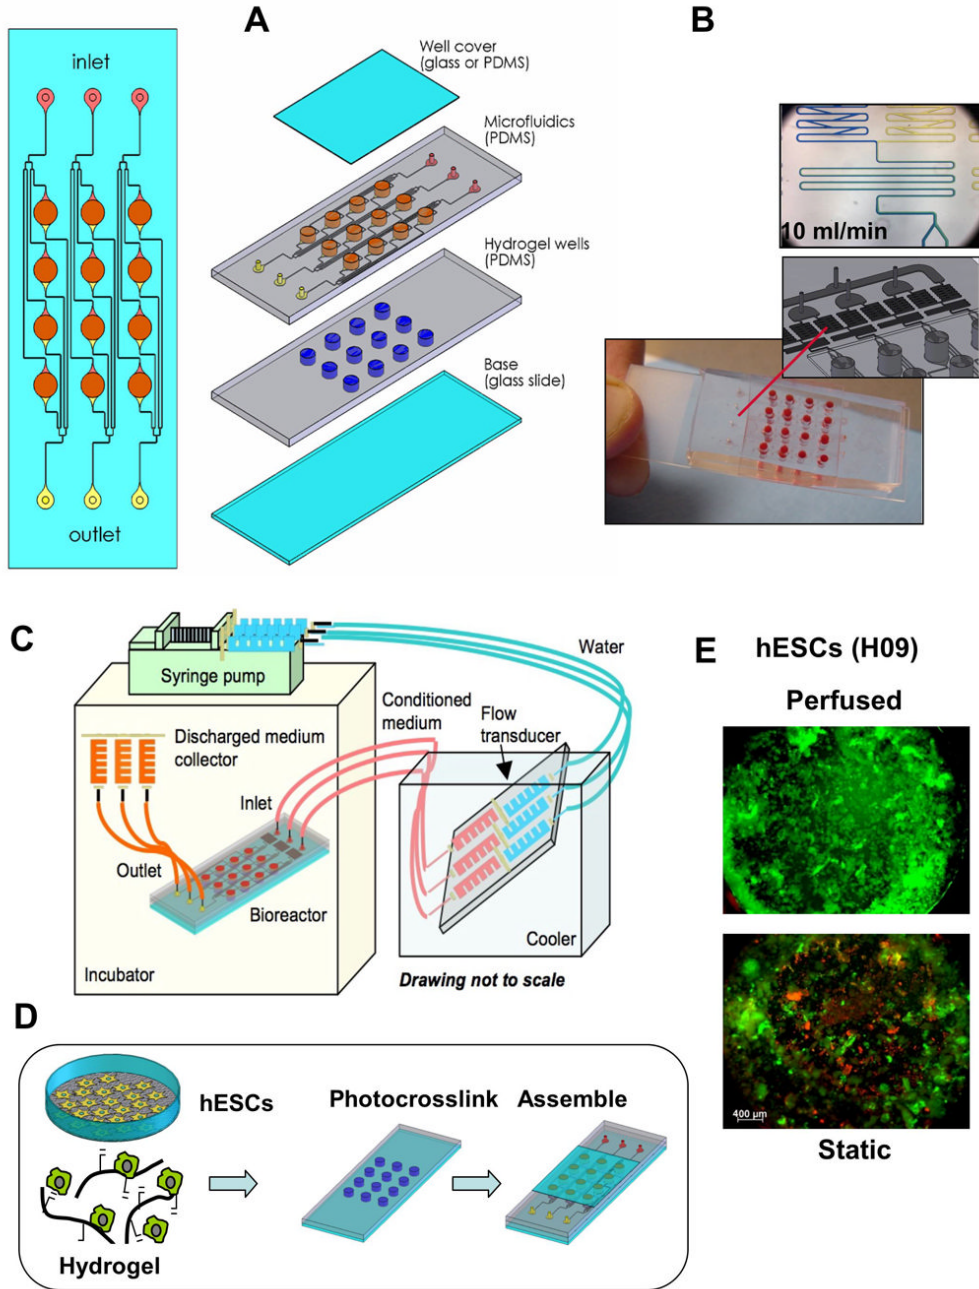 A
inlet
outlet
Well cover
(glass or PDMS)
Microfluidics
(PDMS)
Hydrogel wells
(PDMS)
Base
(glass slide)
B
10 ml/min
C
Syringe pump
Water
Conditioned
medium
Flow
transducer
Discharged medium
collector
Inlet
Outlet
Bioreactor
Incubator
Cooler
Drawing not to scale
D
hESCs
Hydrogel
Photocrosslink
Assemble
E
hESCs (H09)
Perfused
400 µm
Static